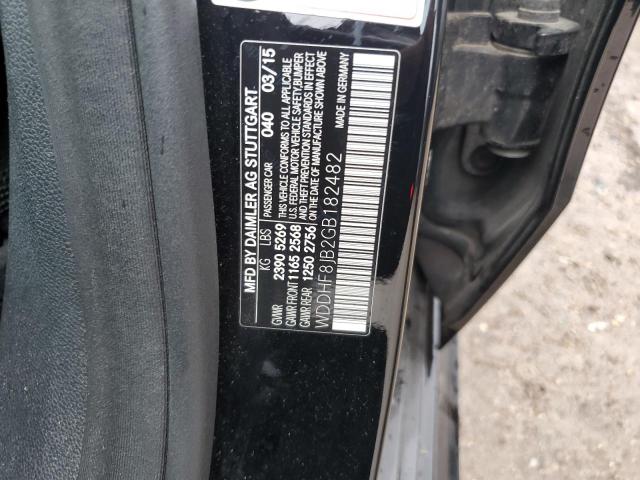 MFD BY DAIMLER AG STUTTGART
KG LBS PASSENGER CAR 040 03/15
GVWR 2390 5269 THIS VEHICLE CONFORMS TO ALL APPLICABLE
GAWR FRONT 1165 2568 U.S. FEDERAL MOTOR VEHICLE SAFETY, BUMPER
GAWR REAR 1250 2756 AND THEFT PREVENTION STANDARDS IN EFFECT
ON THE DATE OF MANUFACTURE SHOWN ABOVE
WDDHF8JB2GB182482 MADE IN GERMANY